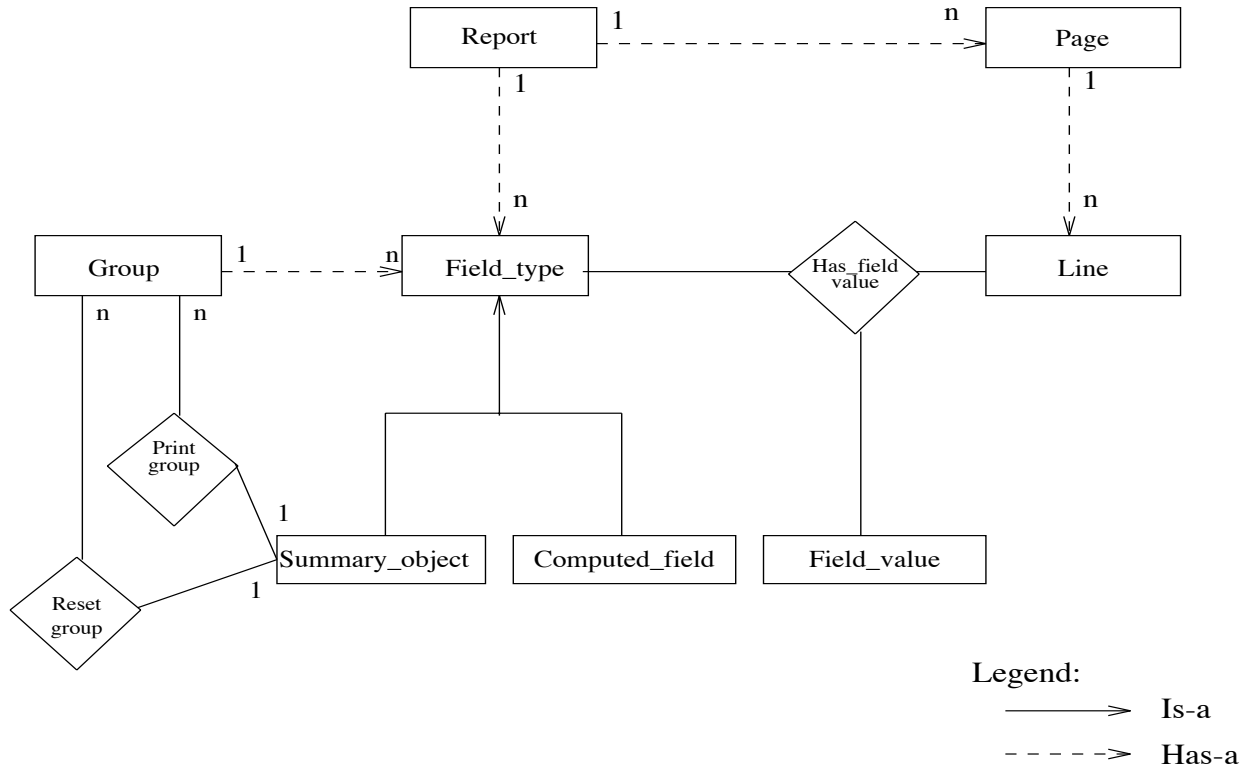 Report
1
n
Page
1
1
n
n
Group
1
n
Field_type
Has_field
value
Line
n
n
Print
group
1
Summary_object
Computed_field
Field_value
1
Reset
group
Legend:
Is-a
Has-a